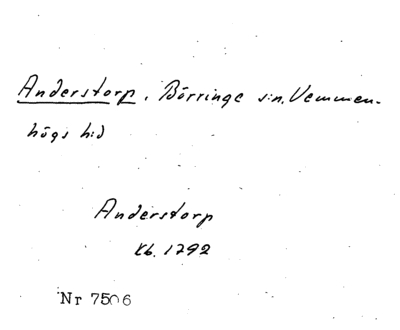 Anderstorp, Börringe s:n, Vemmen-
högs h:d
Anderstorp
Kb. 1792
Nr 7506